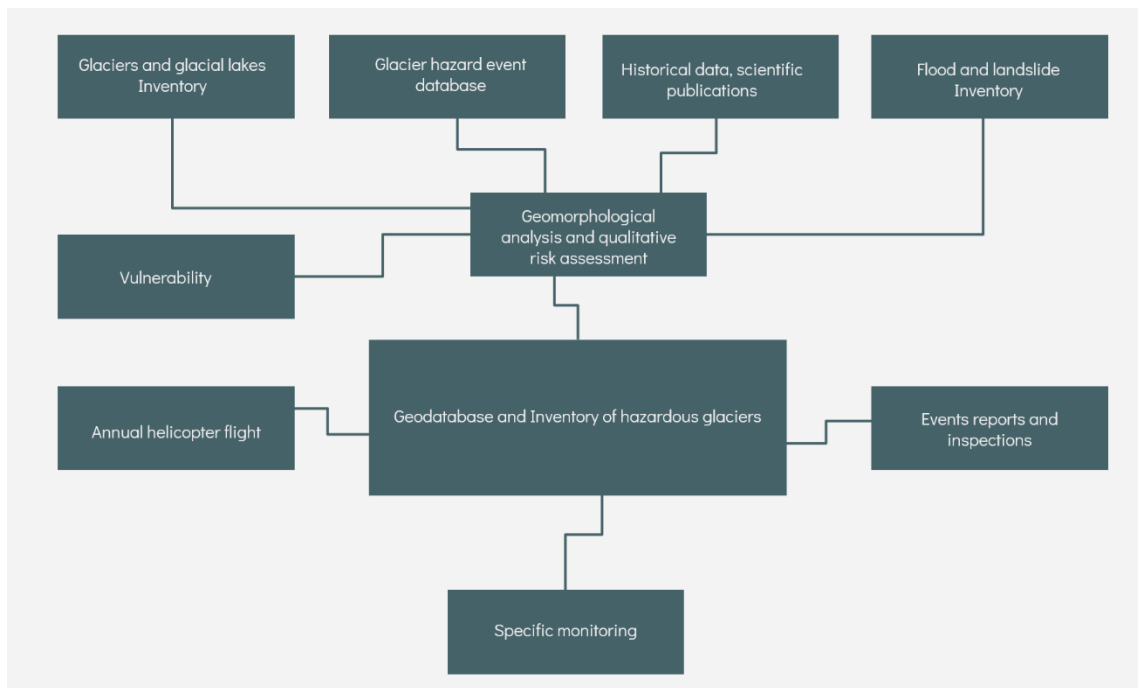 Glaciers and glacial lakes
Inventory
Glacier hazard event
database
Historical data, scientific
publications
Flood and landslide
Inventory
Geomorphological
analysis and qualitative
risk assessment
Vulnerability
Geodatabase and Inventory of hazardous glaciers
Annual helicopter flight
Events reports and
inspections
Specific monitoring